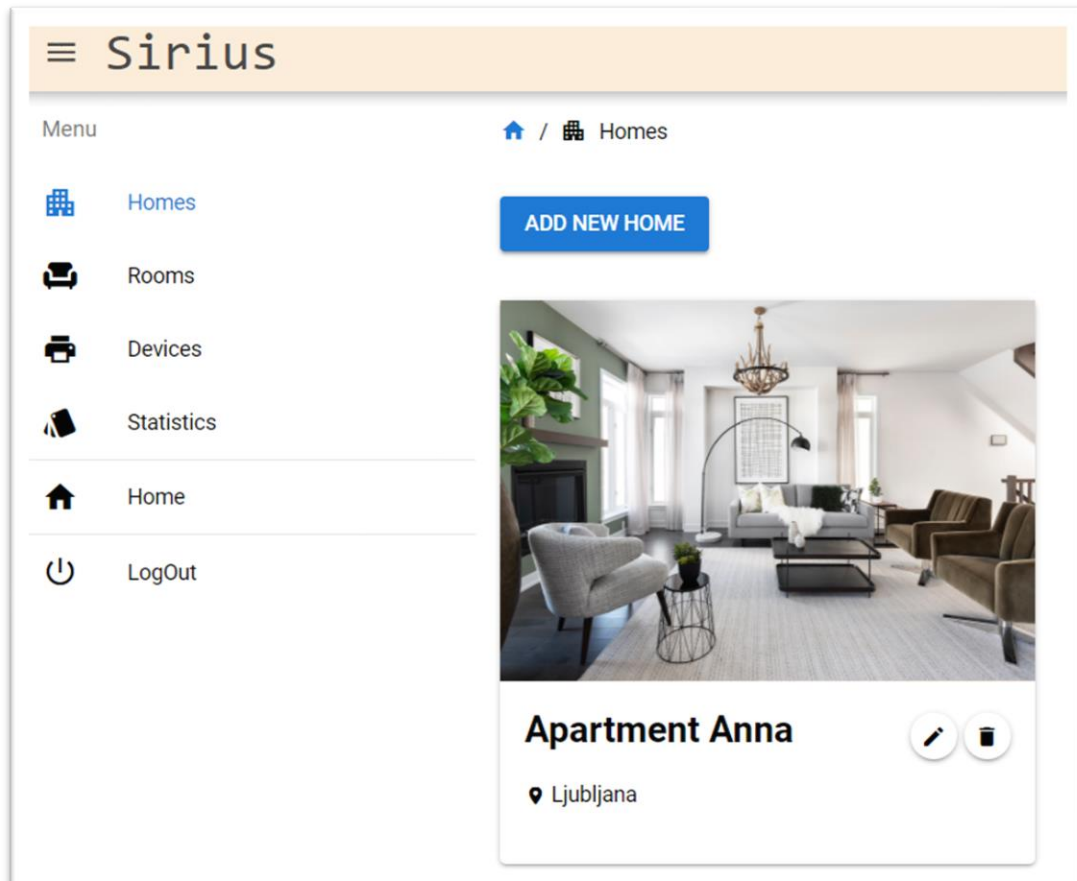 Sirius
Menu
Homes
Rooms
Devices
Statistics
Home
LogOut
/ Homes
ADD NEW HOME
Apartment Anna
Ljubljana